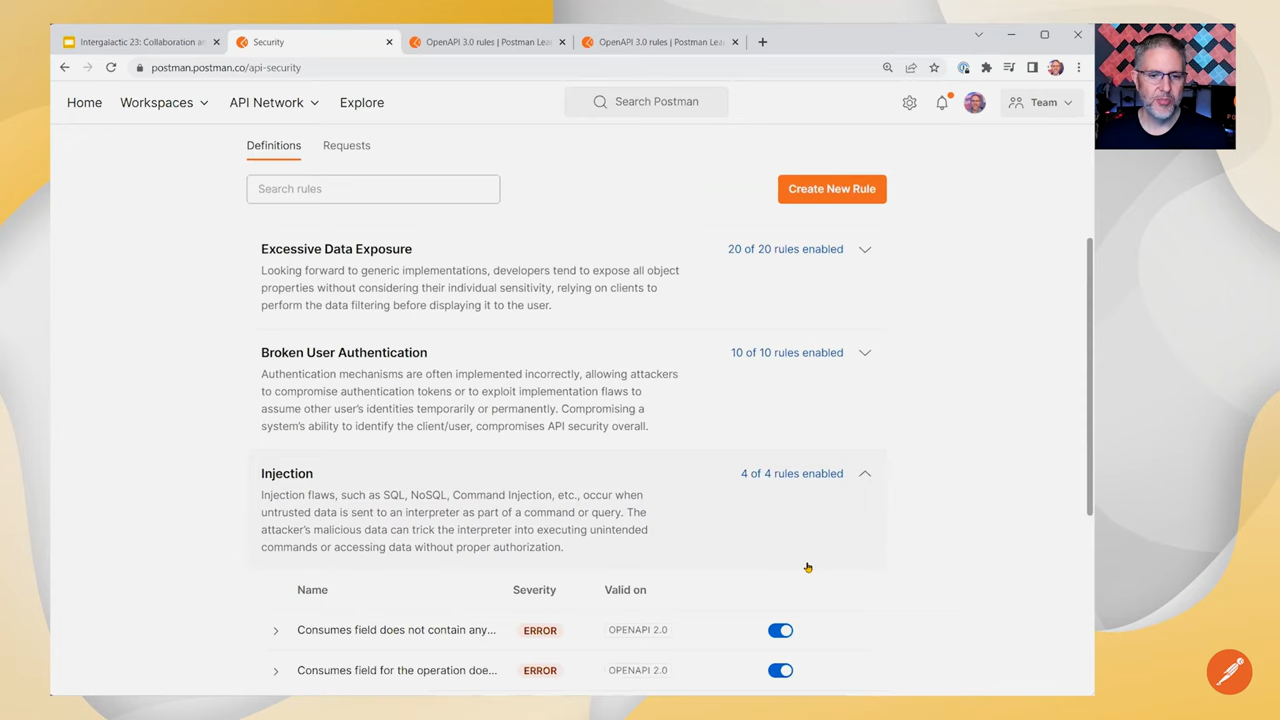 Intergalactic 23: Collaboration an
Security
OpenAPI 3.0 rules | Postman Lea
OpenAPI 3.0 rules | Postman Lea
postman.postman.co/api-security
Home
Workspaces
API Network
Explore
Search Postman
Team
Definitions
Requests
Search rules
Create New Rule
Excessive Data Exposure
20 of 20 rules enabled
Looking forward to generic implementations, developers tend to expose all object
properties without considering their individual sensitivity, relying on clients to
perform the data filtering before displaying it to the user.
Broken User Authentication
10 of 10 rules enabled
Authentication mechanisms are often implemented incorrectly, allowing attackers
to compromise authentication tokens or to exploit implementation flaws to
assume other user's identities temporarily or permanently. Compromising a
system's ability to identify the client/user, compromises API security overall.
Injection
4 of 4 rules enabled
Injection flaws, such as SQL, NoSQL, Command Injection, etc., occur when
untrusted data is sent to an interpreter as part of a command or query. The
attacker's malicious data can trick the interpreter into executing unintended
commands or accessing data without proper authorization.
Name
Severity
Valid on
Consumes field does not contain any...
ERROR
OPENAPI 2.0
Consumes field for the operation doe...
ERROR
OPENAPI 2.0